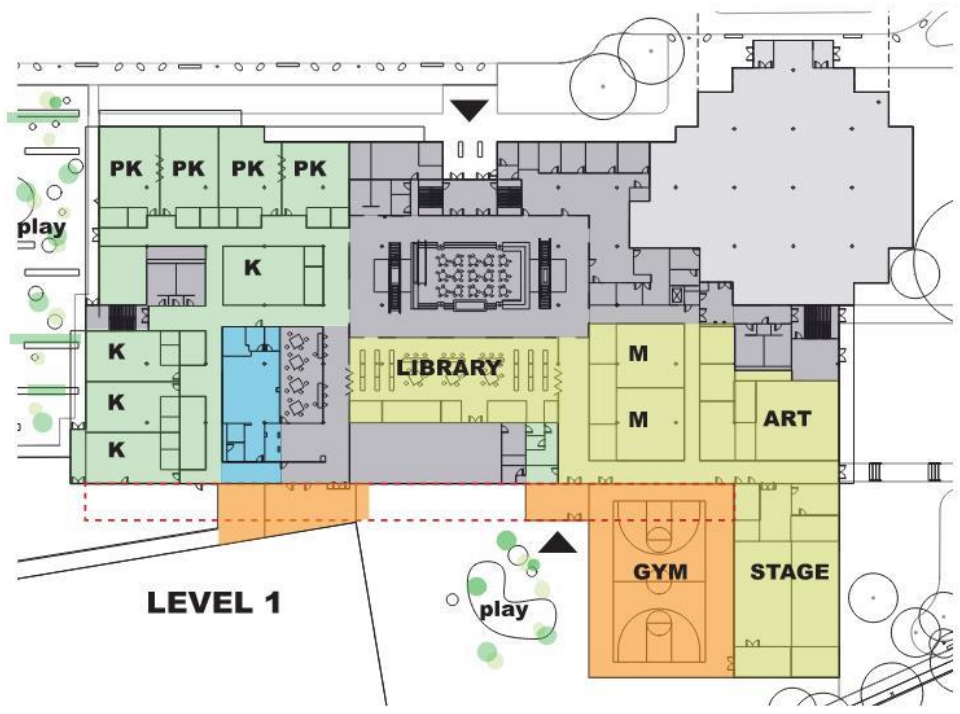 PK PK PK PK
play
K
K
LIBRARY
M
K
M
ART
K
GYM
STAGE
LEVEL 1
play